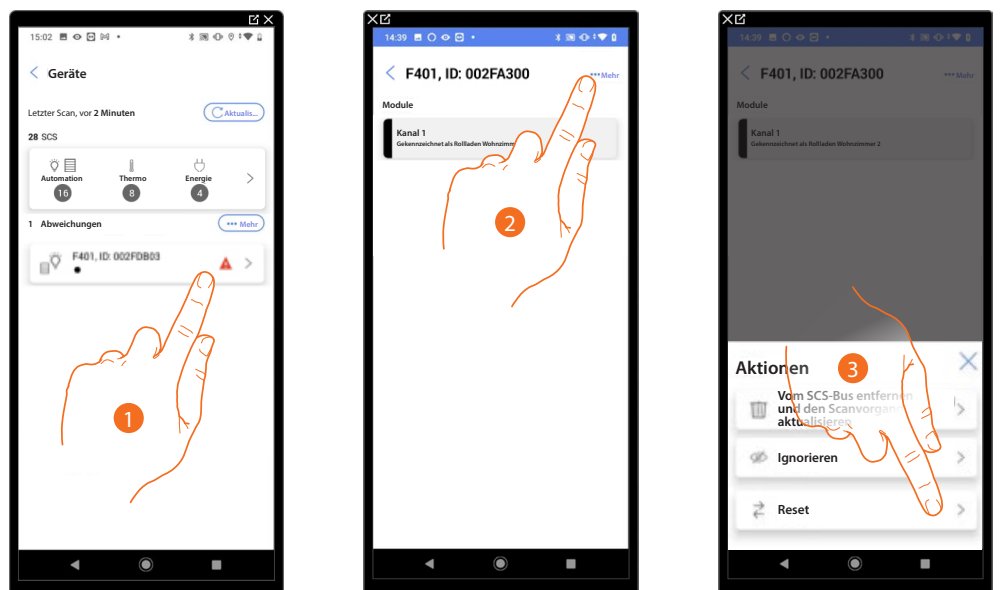 15:02
Geräte
Letzter Scan, vor 2 Minuten
Aktualis...
28 SCS
Automation
Thermo
Energie
16
8
4
1 Abweichungen
••• Mehr
F401, ID: 002FDB03
1
14:39
F401, ID: 002FA300
•••Mehr
Module
Kanal 1
Gekennzeichnet als Rollladen Wohnzimm
2
14:39
F401, ID: 002FA300
•••Mehr
Module
Kanal 1
Gekennzeichnet als Rollladen Wohnzimmer 2
Aktionen
3
Vom SCS-Bus entfernen
und den Scanvorgang
aktualisieren
Ignorieren
Reset